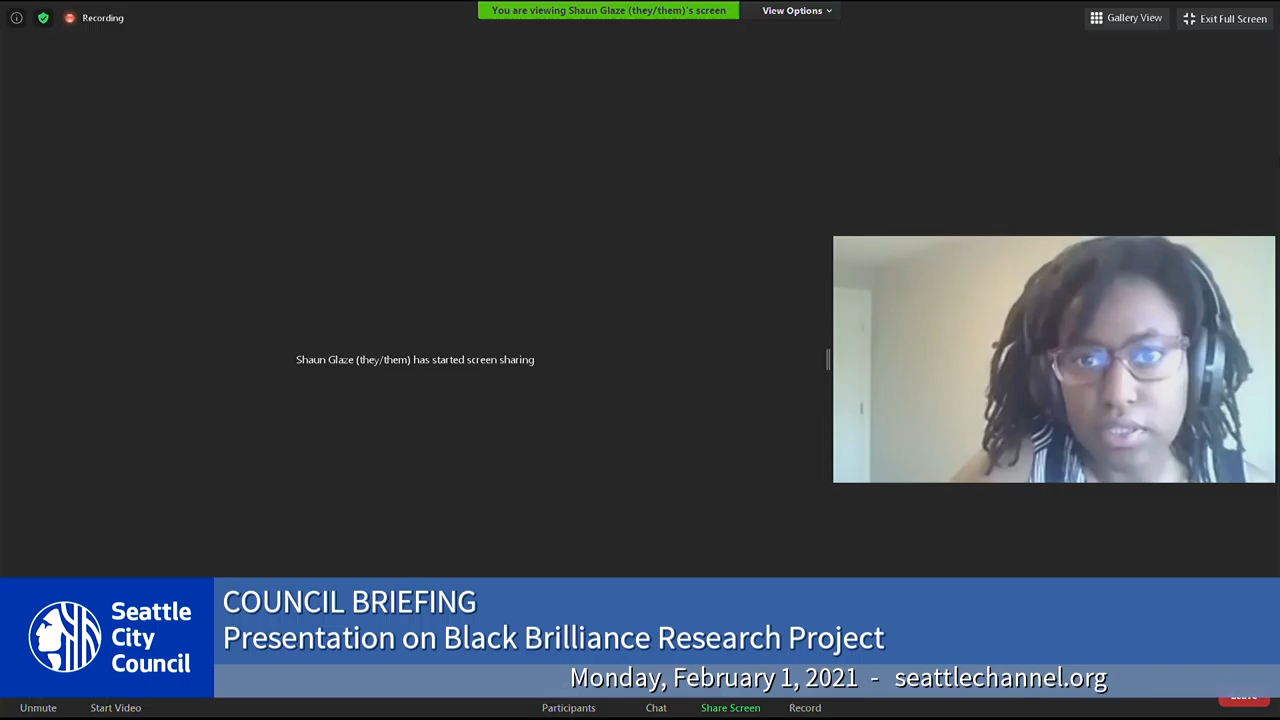 Recording
You are viewing Shaun Glaze (they/them)'s screen
View Options
Gallery View
Exit Full Screen
Shaun Glaze (they/them) has started screen sharing
Seattle
City
Council
COUNCIL BRIEFING
Presentation on Black Brilliance Research Project
Monday, February 1, 2021 - seattlechannel.org
Unmute
Start Video
Participants
Chat
Share Screen
Record